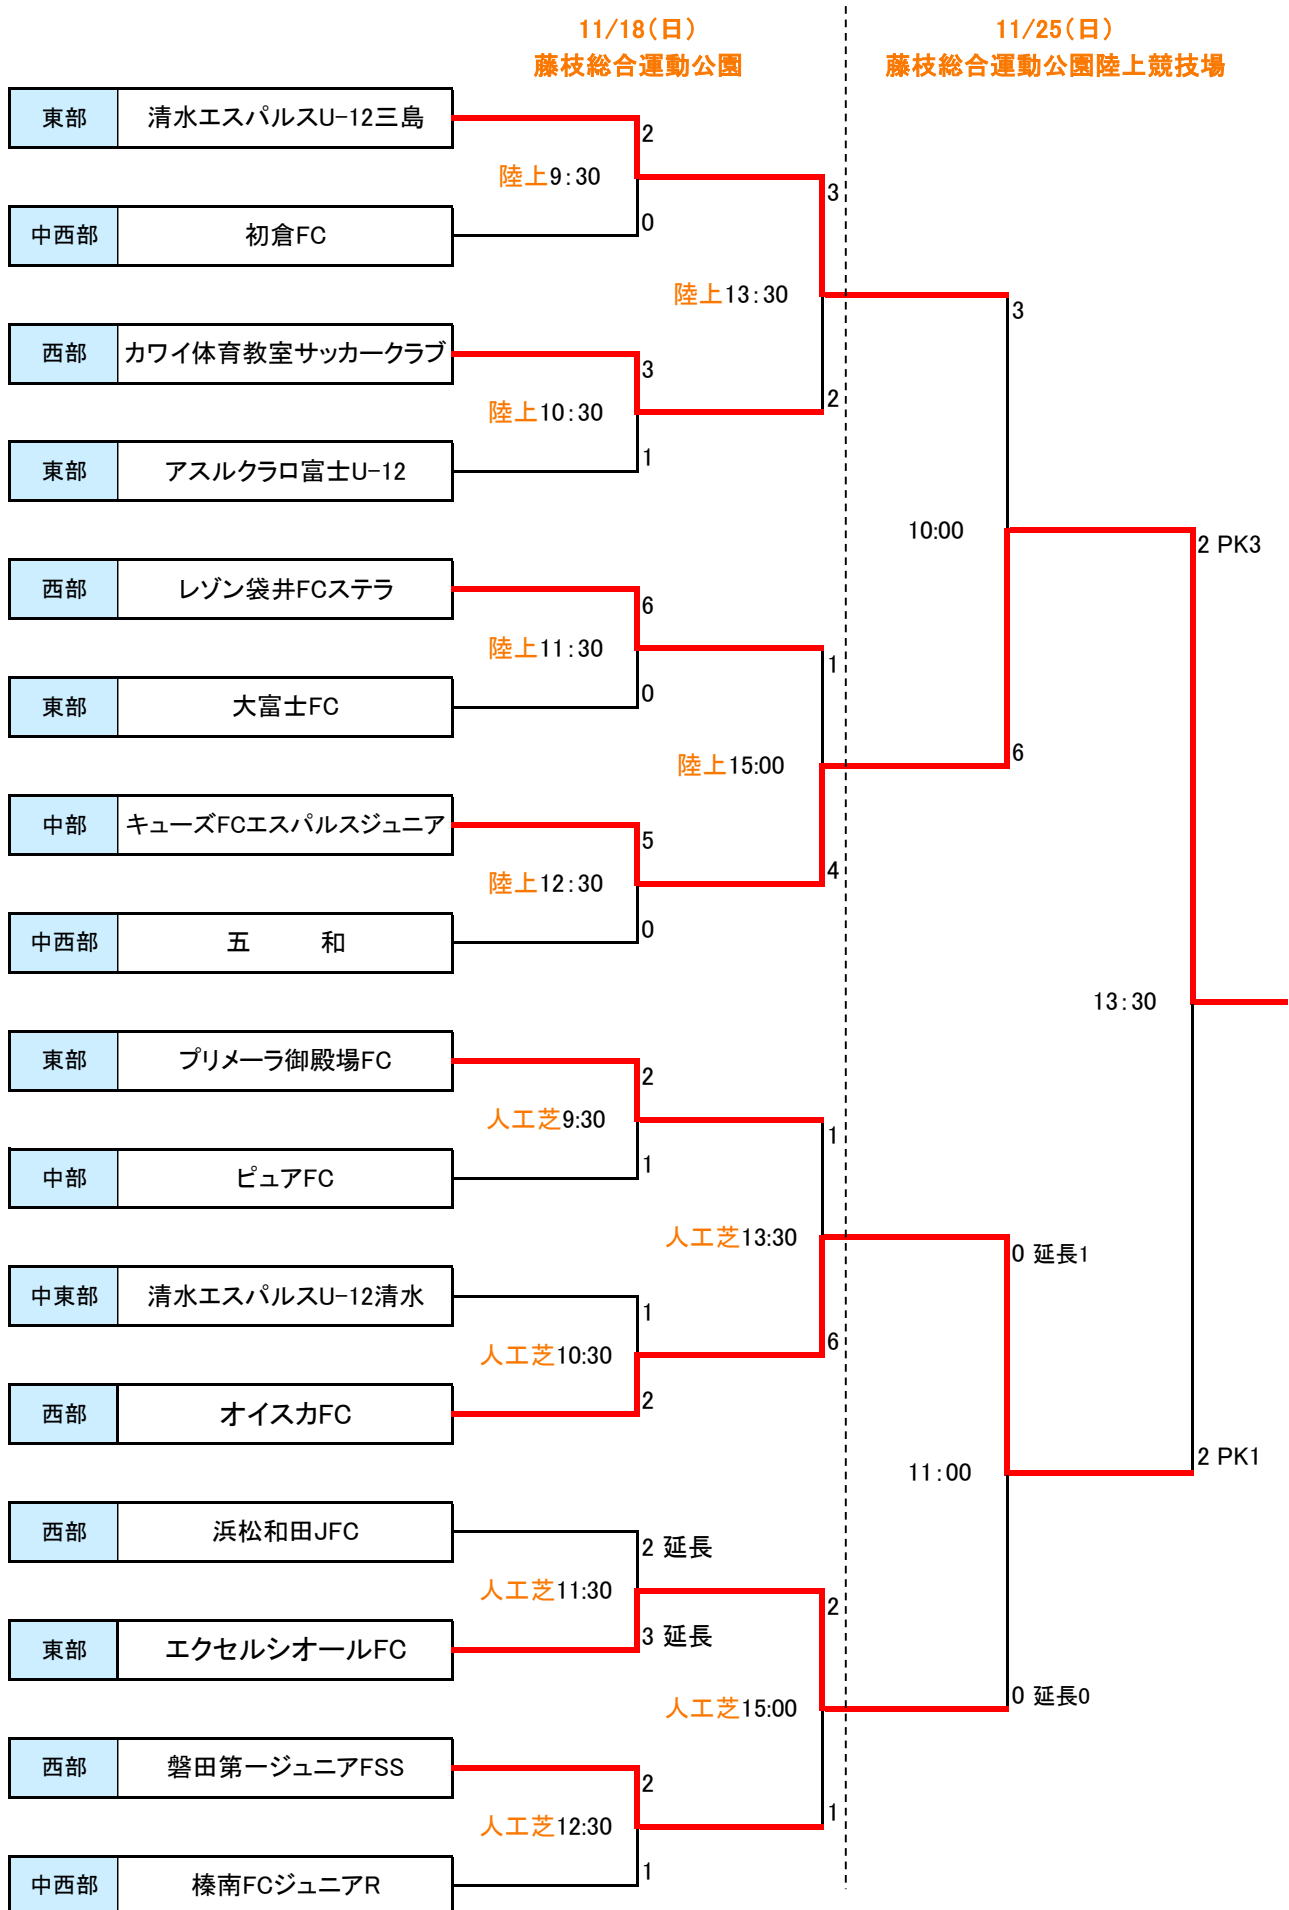 11/18(日)
藤枝総合運動公園
11/25(日)
藤枝総合運動公園陸上競技場
東部 清水エスパルスU-12三島
2
陸上9:30
3
0
中西部 初倉FC
陸上13:30
3
西部 カワイ体育教室サッカークラブ
3
陸上10:30
2
1
東部 アスルクラロ富士U-12
10:00
2 PK3
西部 レゾン袋井FCステラ
6
陸上11:30
1
0
東部 大富士FC
陸上15:00
6
中部 キューズFCエスパルスジュニア
5
陸上12:30
4
0
中西部 五 和
13:30
東部 プリメーラ御殿場FC
2
人工芝9:30
1
1
中部 ピュアFC
人工芝13:30
0 延長1
中東部 清水エスパルスU-12清水
1
人工芝10:30
6
2
西部 オイスカFC
11:00
2 PK1
西部 浜松和田JFC
2 延長
人工芝11:30
2
3 延長
東部 エクセルシオールFC
人工芝15:00
0 延長0
西部 磐田第一ジュニアFSS
2
人工芝12:30
1
1
中西部 榛南FCジュニアR